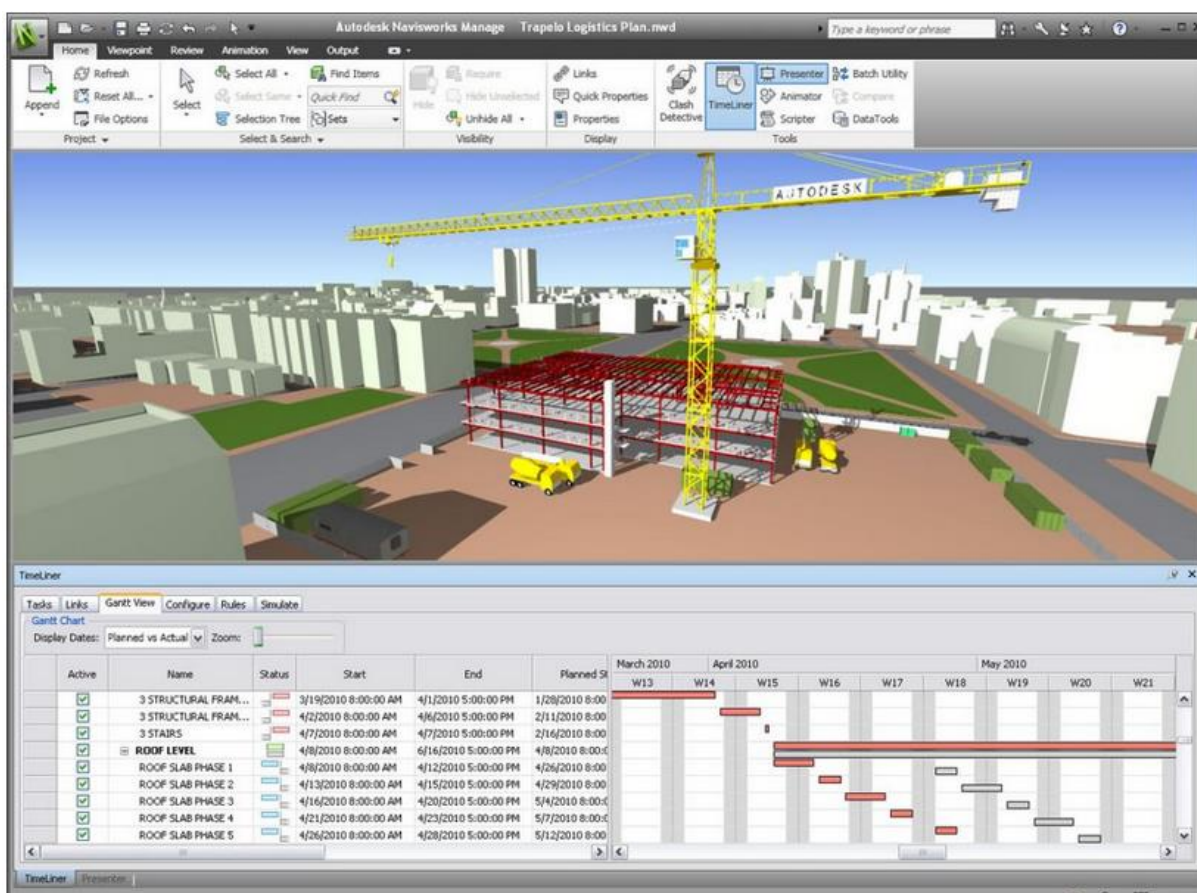 Autodesk Navisworks Manage Trapelo Logistics Plan.nwd
Type a keyword or phrase
Home Viewpoint Review Animation View Output
Append
Refresh
Reset All...
File Options
Project
Select
Select All
Select Same
Selection Tree
Find Items
Quick Find
Sets
Select & Search
Hide
Require
Hide Unselected
Unhide All
Visibility
Links
Quick Properties
Properties
Display
Clash Detective
TimeLiner
Presenter
Animator
Scripter
Batch Utility
Compare
DataTools
Tools
AUTODESK
TimeLiner
Tasks Links Gantt View Configure Rules Simulate
Gantt Chart
Display Dates: Planned vs Actual Zoom:
Active Name Status Start End Planned St
March 2010 April 2010 May 2010
W13 W14 W15 W16 W17 W18 W19 W20 W21
3 STRUCTURAL FRAM... 3/19/2010 8:00:00 AM 4/1/2010 5:00:00 PM 1/28/2010 8:00
3 STRUCTURAL FRAM... 4/2/2010 8:00:00 AM 4/6/2010 5:00:00 PM 2/11/2010 8:00
3 STAIRS 4/7/2010 8:00:00 AM 4/7/2010 5:00:00 PM 2/16/2010 8:00
ROOF LEVEL 4/8/2010 8:00:00 AM 6/16/2010 5:00:00 PM 4/8/2010 8:00:0
ROOF SLAB PHASE 1 4/8/2010 8:00:00 AM 4/12/2010 5:00:00 PM 4/26/2010 8:00
ROOF SLAB PHASE 2 4/13/2010 8:00:00 AM 4/15/2010 5:00:00 PM 4/29/2010 8:00
ROOF SLAB PHASE 3 4/16/2010 8:00:00 AM 4/20/2010 5:00:00 PM 5/4/2010 8:00:0
ROOF SLAB PHASE 4 4/21/2010 8:00:00 AM 4/23/2010 5:00:00 PM 5/7/2010 8:00:0
ROOF SLAB PHASE 5 4/26/2010 8:00:00 AM 4/28/2010 5:00:00 PM 5/12/2010 8:00
TimeLiner Presenter